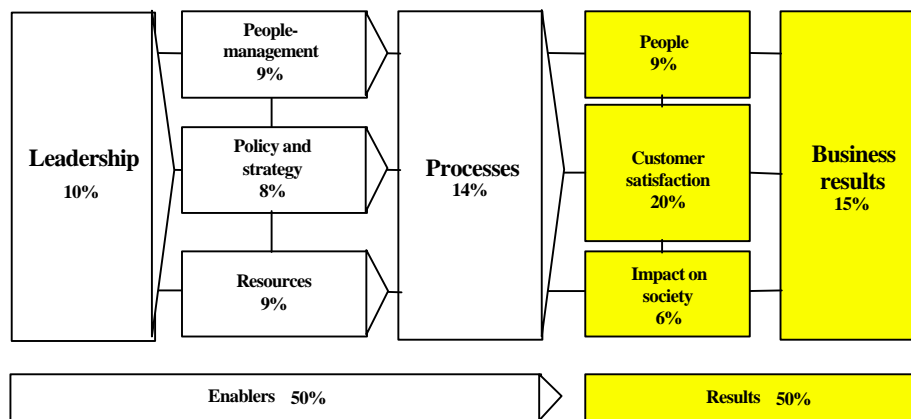 Leadership
10%
People-
management
9%
Policy and
strategy
8%
Resources
9%
Processes
14%
People
9%
Customer
satisfaction
20%
Impact on
society
6%
Business
results
15%
Enablers 50%
Results 50%